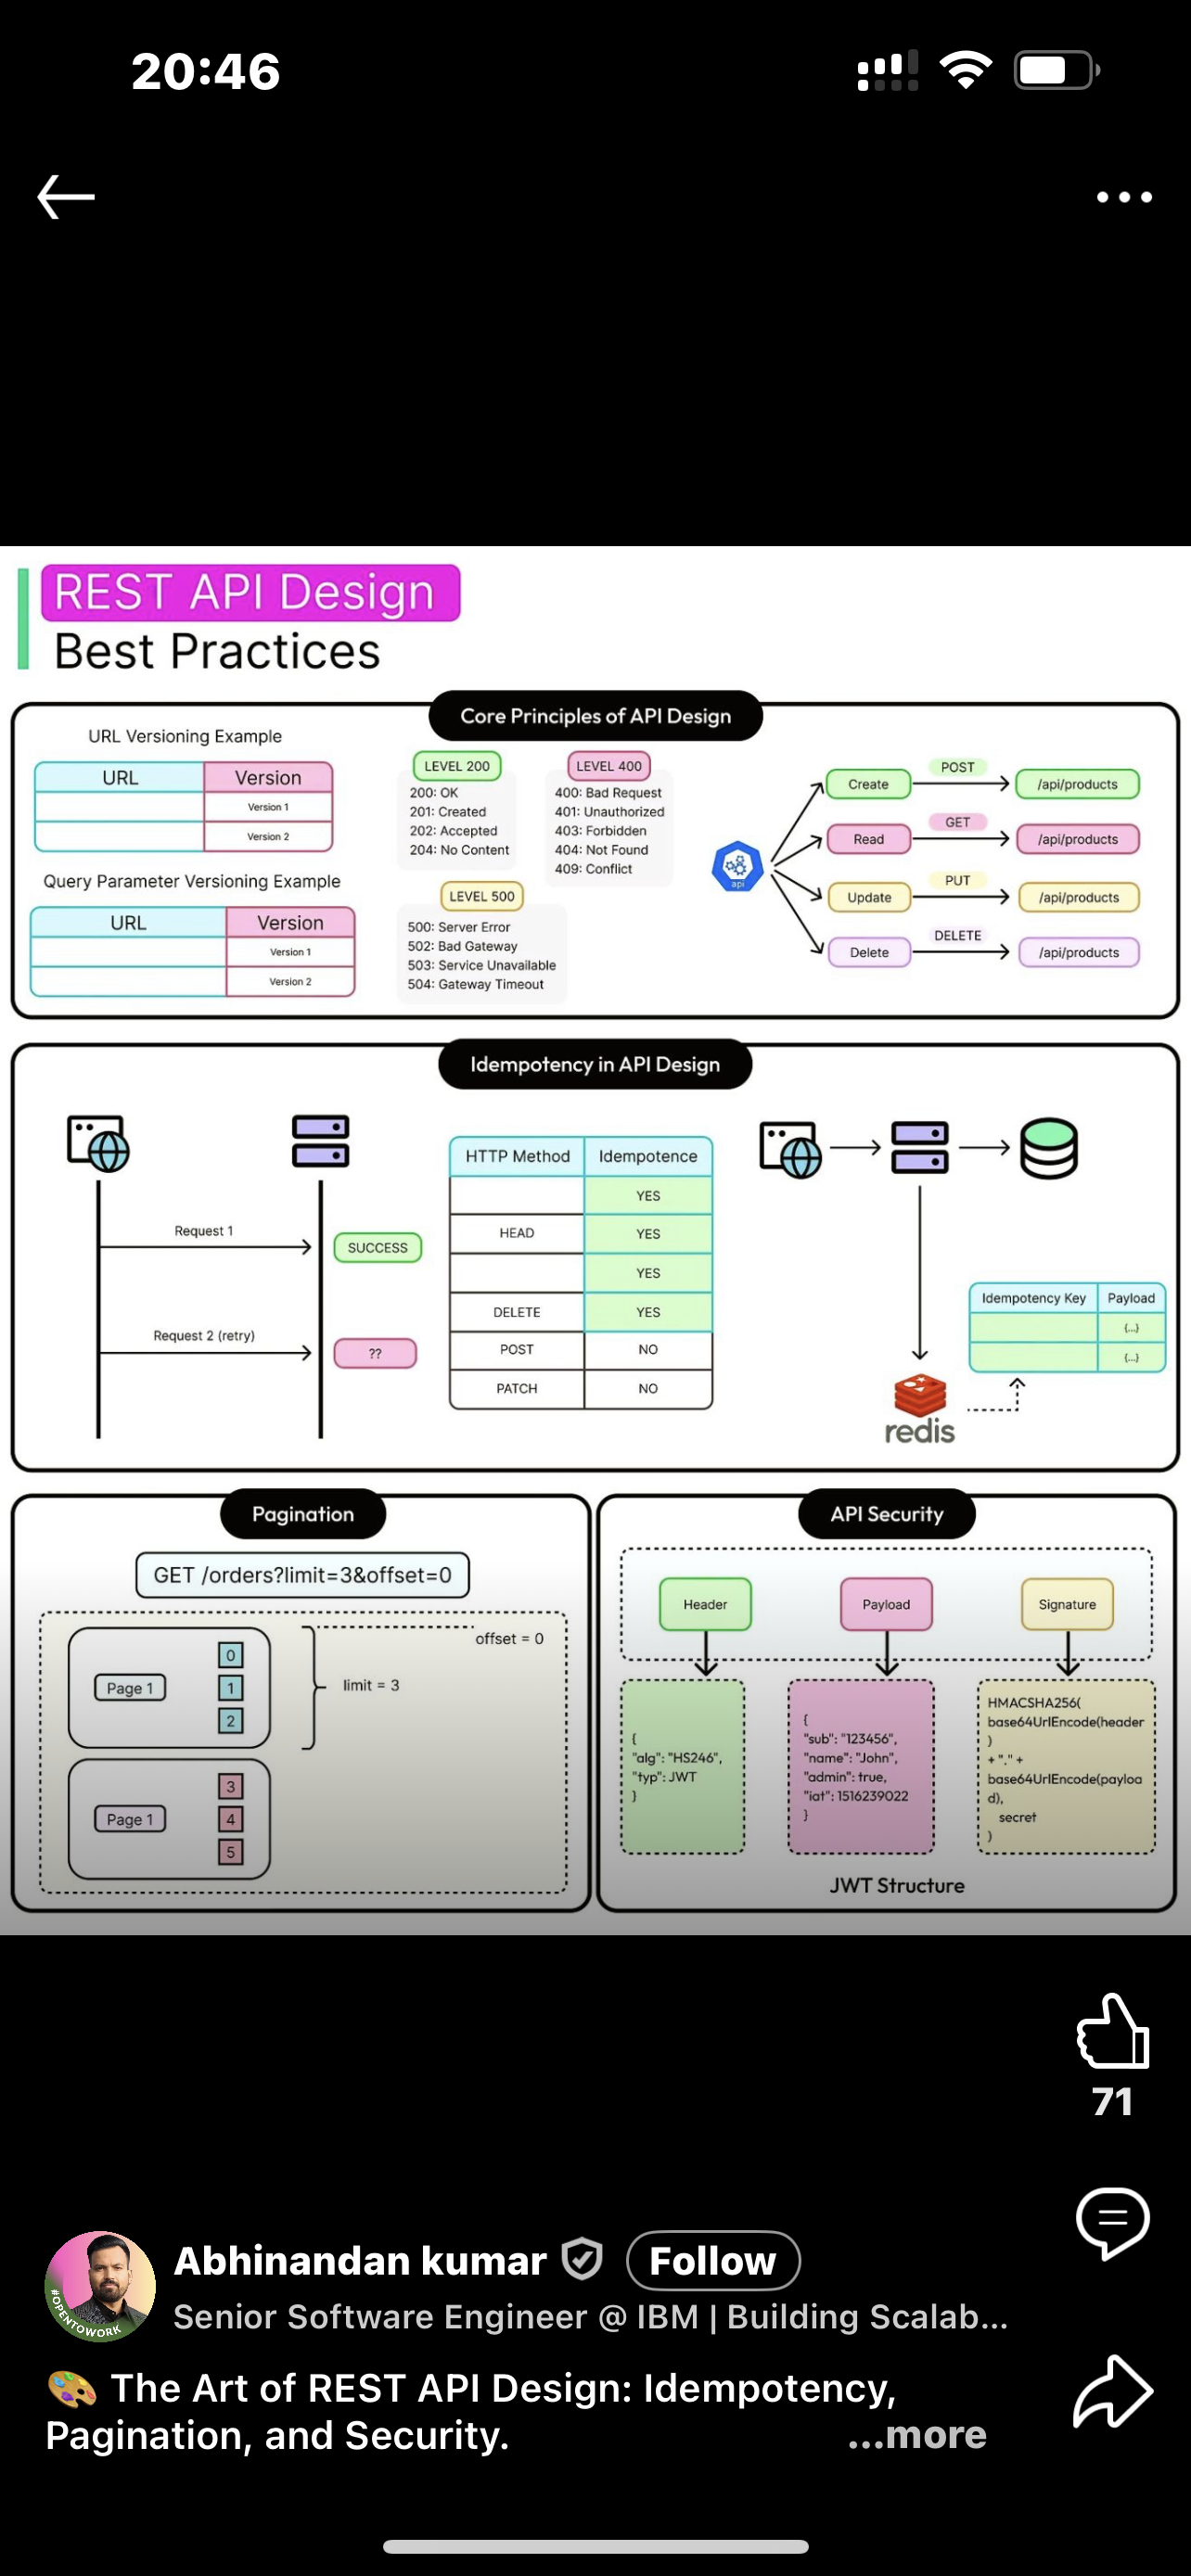 20:46
REST API Design
Best Practices
Core Principles of API Design
URL Versioning Example
URL Version
Version 1
Version 2
Query Parameter Versioning Example
URL Version
Version 1
Version 2
LEVEL 200
200: OK
201: Created
202: Accepted
204: No Content
LEVEL 400
400: Bad Request
401: Unauthorized
403: Forbidden
404: Not Found
409: Conflict
LEVEL 500
500: Server Error
502: Bad Gateway
503: Service Unavailable
504: Gateway Timeout
api
Create POST /api/products
Read GET /api/products
Update PUT /api/products
Delete DELETE /api/products
Idempotency in API Design
Request 1
SUCCESS
Request 2 (retry)
??
HTTP Method Idempotence
YES
HEAD YES
YES
DELETE YES
POST NO
PATCH NO
Idempotency Key Payload
{...}
{...}
redis
Pagination
GET /orders?limit=3&offset=0
offset = 0
Page 1
0
1
2
limit = 3
Page 1
3
4
5
API Security
Header
Payload
Signature
{
"alg": "HS246",
"typ": JWT
}
{
"sub": "123456",
"name": "John",
"admin": true,
"iat": 1516239022
}
HMACSHA256(
base64UrlEncode(header
)
+ "." +
base64UrlEncode(payloa
d),
secret
)
JWT Structure
71
Abhinandan kumar Follow
#OPENTOWORK
Senior Software Engineer @ IBM | Building Scalab...
The Art of REST API Design: Idempotency,
Pagination, and Security. ...more